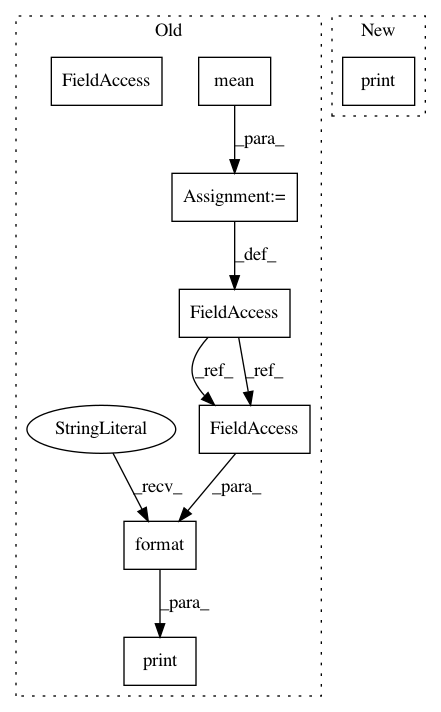 Old
New
FieldAccess
mean
print
_para_
Assignment:=
_def_
FieldAccess
_ref_
_ref_
StringLiteral
FieldAccess
_recv_
_para_
format
_para_
print